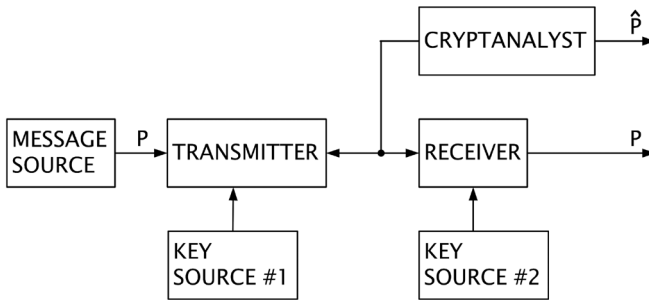 P̂
CRYPTANALYST
MESSAGE
SOURCE
P
TRANSMITTER
RECEIVER
P
KEY
SOURCE #1
KEY
SOURCE #2